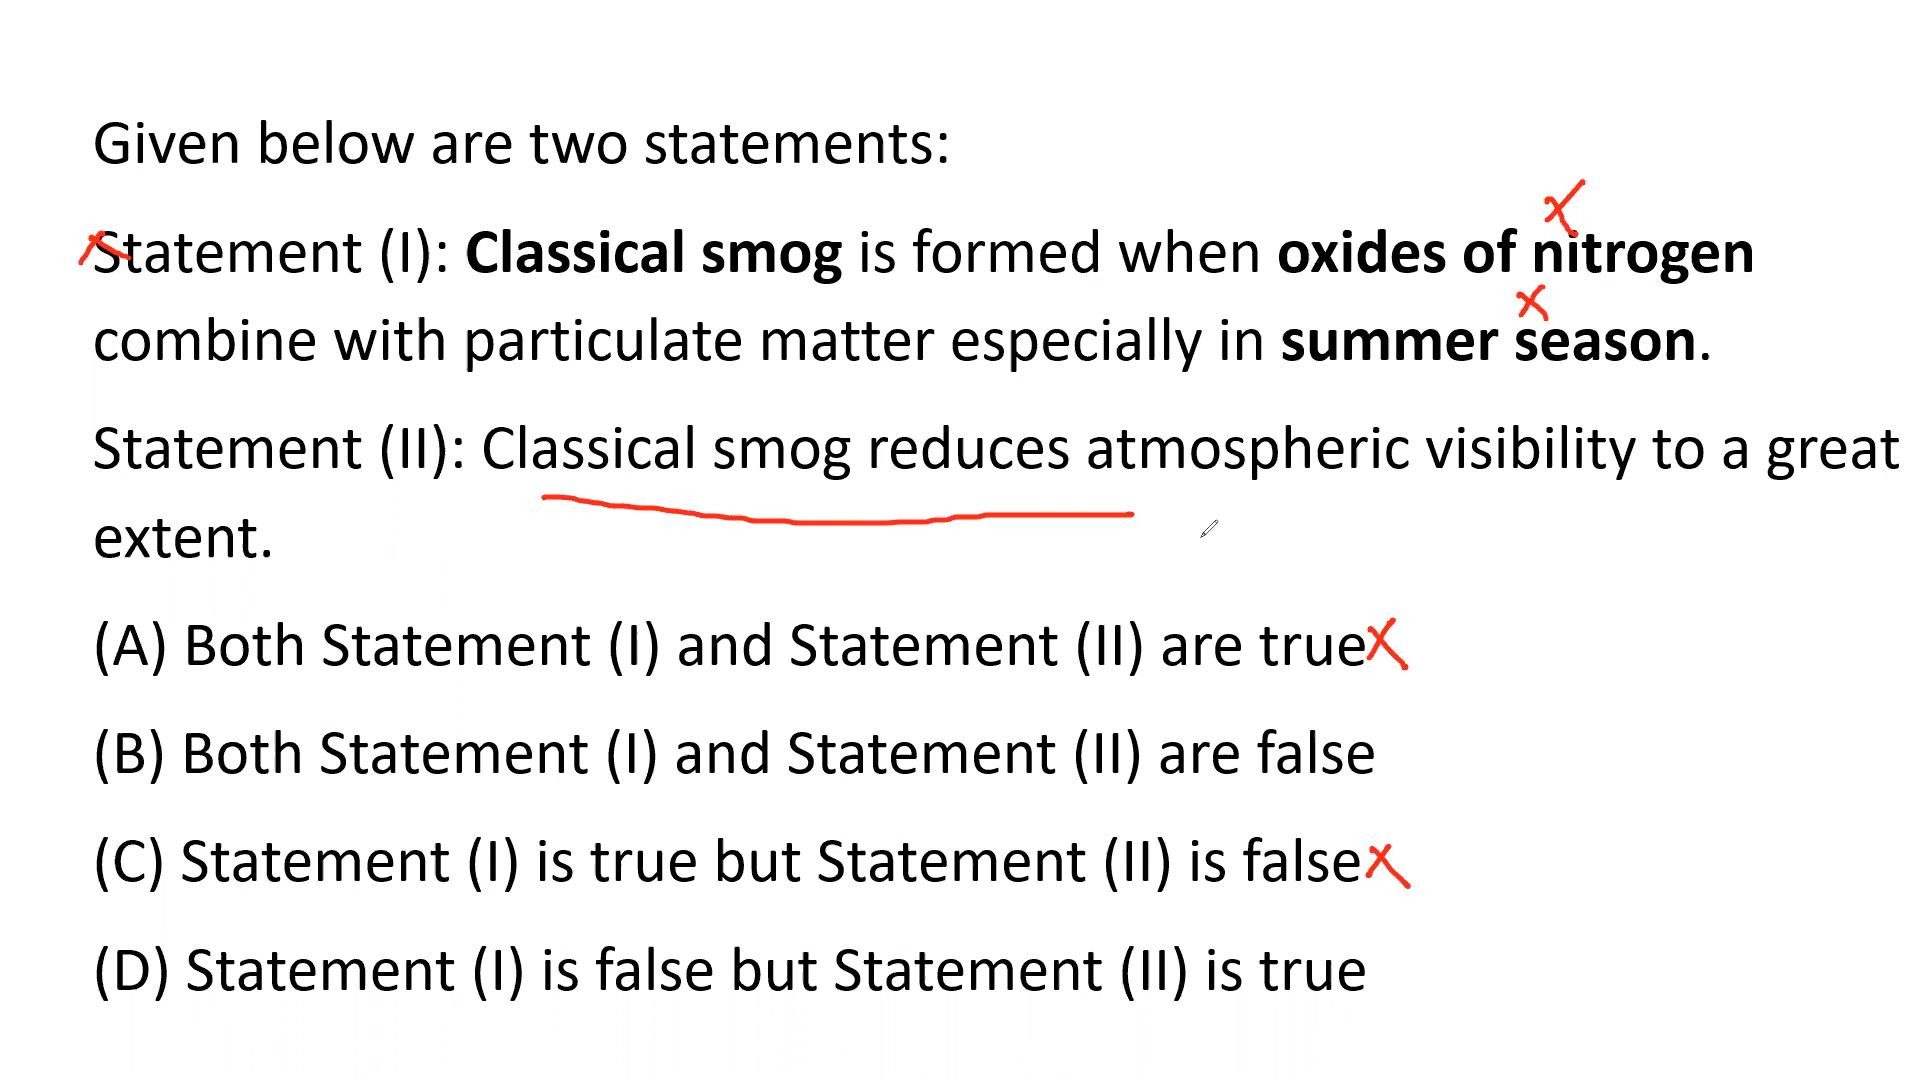 Given below are two statements:
Statement (I): Classical smog is formed when oxides of nitrogen
combine with particulate matter especially in summer season.
Statement (II): Classical smog reduces atmospheric visibility to a great
extent.
(A) Both Statement (I) and Statement (II) are true
(B) Both Statement (I) and Statement (II) are false
(C) Statement (I) is true but Statement (II) is false
(D) Statement (I) is false but Statement (II) is true